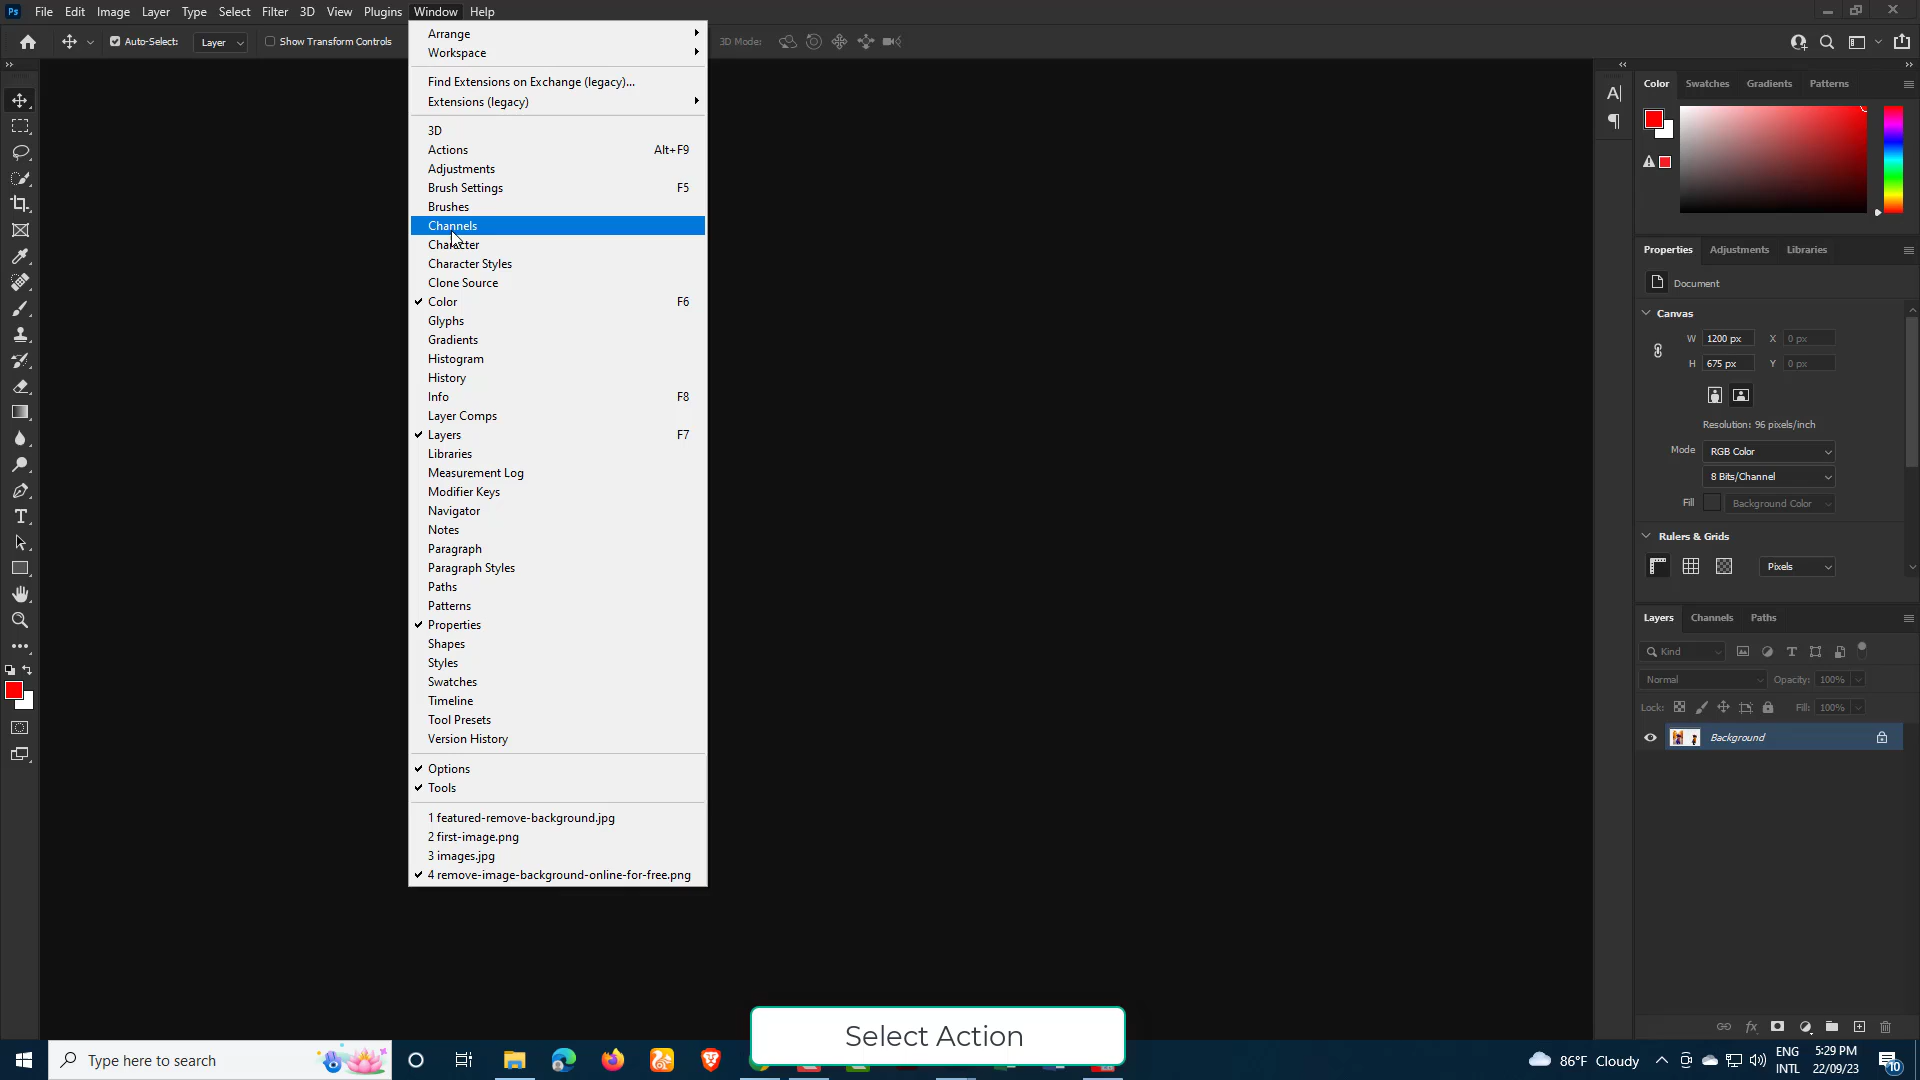 Ps File Edit Image Layer Type Select Filter 3D View Plugins Window Help
Auto-Select: Layer Show Transform Controls 3D Mode:
Arrange
Workspace
Find Extensions on Exchange (legacy)...
Extensions (legacy)
3D
Actions Alt+F9
Adjustments
Brush Settings F5
Brushes
Channels
Character
Character Styles
Clone Source
Color F6
Glyphs
Gradients
Histogram
History
Info F8
Layer Comps
Layers F7
Libraries
Measurement Log
Modifier Keys
Navigator
Notes
Paragraph
Paragraph Styles
Paths
Patterns
Properties
Shapes
Styles
Swatches
Timeline
Tool Presets
Version History
Options
Tools
1 featured-remove-background.jpg
2 first-image.png
3 images.jpg
4 remove-image-background-online-for-free.png
Color Swatches Gradients Patterns
Properties Adjustments Libraries
Document
Canvas
W 1200 px X 0 px
H 675 px Y 0 px
Resolution: 96 pixels/inch
Mode RGB Color
8 Bits/Channel
Fill Background Color
Rulers & Grids
Pixels
Layers Channels Paths
Kind
Normal Opacity: 100%
Lock: Fill: 100%
Background
Select Action
Type here to search
86°F Cloudy
ENG
INTL
5:29 PM
22/09/23
10